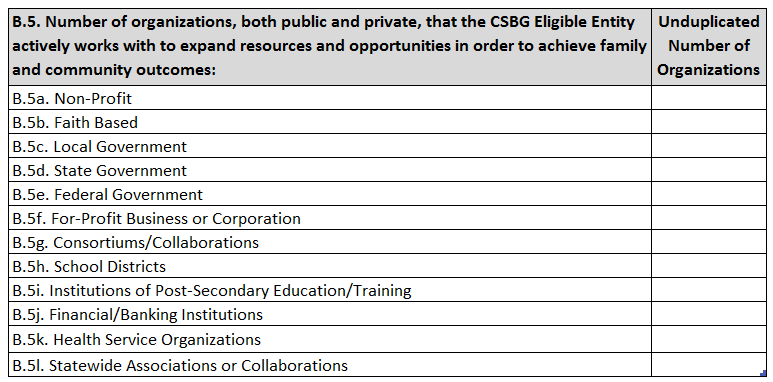 B.5. Number of organizations, both public and private, that the CSBG Eligible Entity
actively works with to expand resources and opportunities in order to achieve family
and community outcomes:
Unduplicated
Number of
Organizations
B.5a. Non-Profit
B.5b. Faith Based
B.5c. Local Government
B.5d. State Government
B.5e. Federal Government
B.5f. For-Profit Business or Corporation
B.5g. Consortiums/Collaborations
B.5h. School Districts
B.5i. Institutions of Post-Secondary Education/Training
B.5j. Financial/Banking Institutions
B.5k. Health Service Organizations
B.5l. Statewide Associations or Collaborations